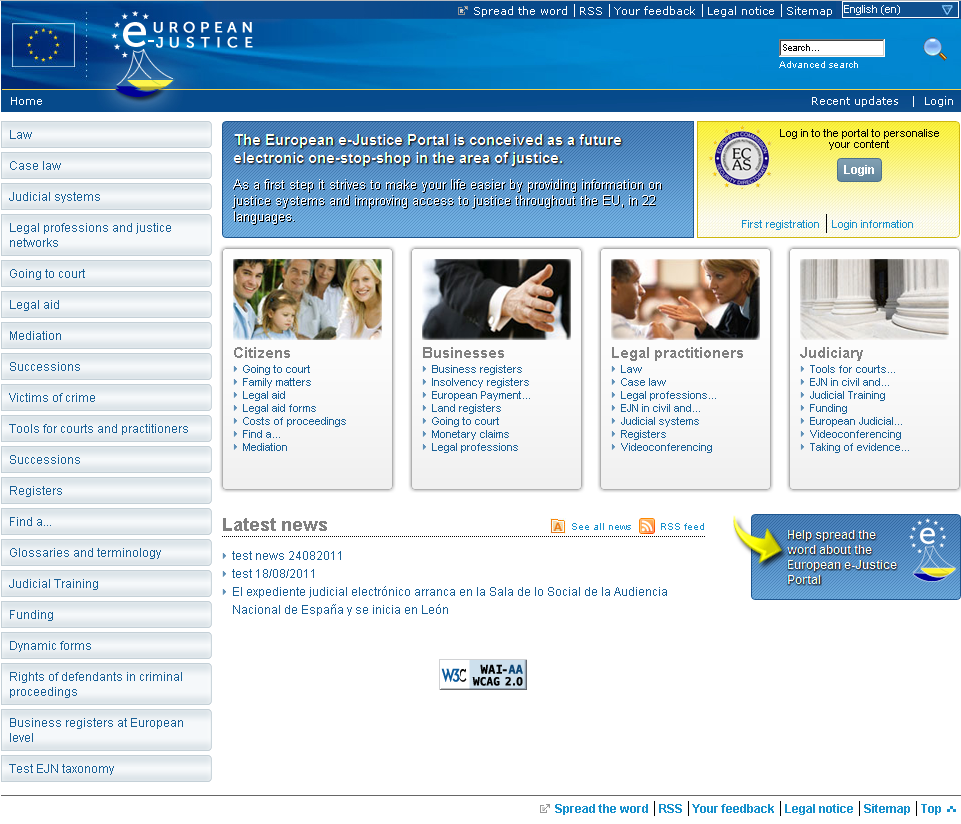 Spread the word RSS Your feedback Legal notice Sitemap English (en)
EUROPEAN
e-JUSTICE
Search...
Advanced search
Home Recent updates Login
Law
Case law
Judicial systems
Legal professions and justice
networks
Going to court
Legal aid
Mediation
Successions
Victims of crime
Tools for courts and practitioners
Successions
Registers
Find a...
Glossaries and terminology
Judicial Training
Funding
Dynamic forms
Rights of defendants in criminal
proceedings
Business registers at European
level
Test EJN taxonomy
The European e-Justice Portal is conceived as a future
electronic one-stop-shop in the area of justice.
As a first step it strives to make your life easier by providing information on
justice systems and improving access to justice throughout the EU, in 22
languages.
EC
AS
Log in to the portal to personalise
your content
Login
First registration Login information
Citizens
Going to court
Family matters
Legal aid
Legal aid forms
Costs of proceedings
Find a...
Mediation
Businesses
Business registers
Insolvency registers
European Payment...
Land registers
Going to court
Monetary claims
Legal professions
Legal practitioners
Law
Case law
Legal professions...
EJN in civil and...
Judicial systems
Registers
Videoconferencing
Judiciary
Tools for courts...
EJN in civil and...
Judicial Training
Funding
European Judicial...
Videoconferencing
Taking of evidence...
Latest news
A See all news RSS feed
test news 24082011
test 18/08/2011
El expediente judicial electrónico arranca en la Sala de lo Social de la Audiencia
Nacional de España y se inicia en León
Help spread the
word about the
European e-Justice
Portal
e
W3C WAI-AA
WCAG 2.0
Spread the word RSS Your feedback Legal notice Sitemap Top